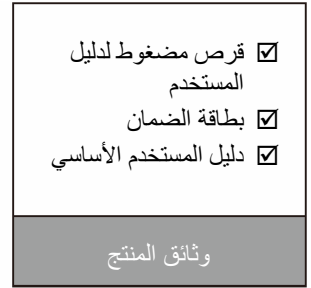 ☑ قرص مضغوط لدليل
المستخدم
☑ بطاقة الضمان
☑ دليل المستخدم الأساسي
وثائق المنتج